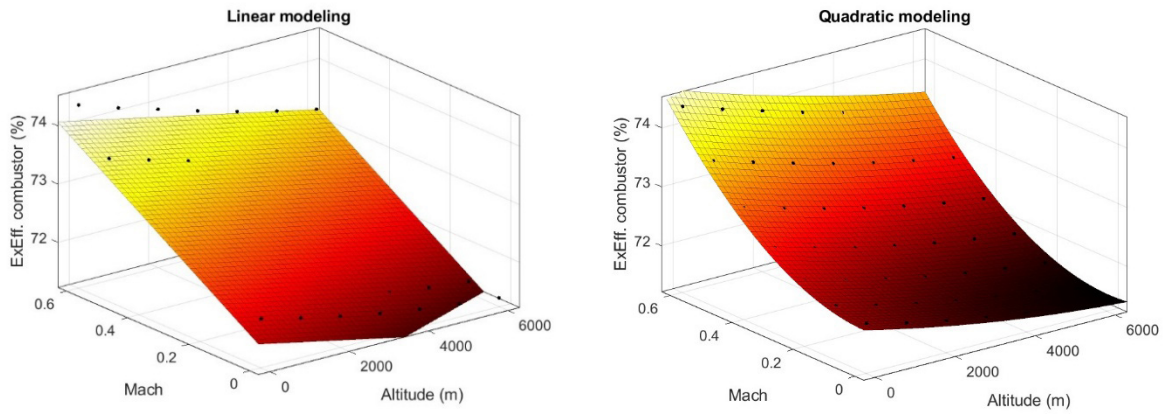 Linear modeling
74
73
72
ExEff. combustor (%)
0.6
0.4
0.2
0
Mach
0
2000
4000
6000
Altitude (m)
Quadratic modeling
74
73
72
ExEff. combustor (%)
0.6
0.4
0.2
0
Mach
0
2000
4000
6000
Altitude (m)